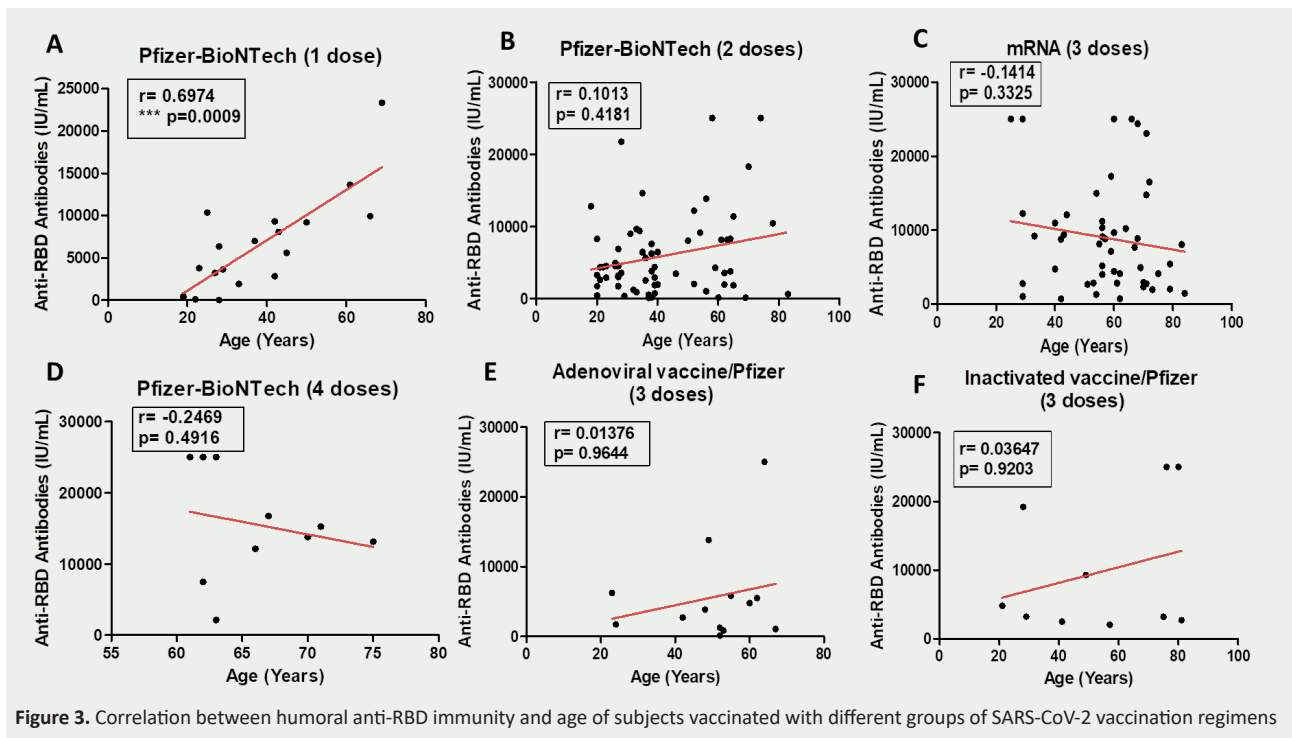 A
Pfizer-BioNTech (1 dose)
r= 0.6974
*** p=0.0009
Anti-RBD Antibodies (IU/mL)
25000
20000
15000
10000
5000
0
0 20 40 60 80
Age (Years)
B
Pfizer-BioNTech (2 doses)
r= 0.1013
p= 0.4181
Anti-RBD Antibodies (IU/mL)
30000
20000
10000
0
0 20 40 60 80 100
Age (Years)
C
mRNA (3 doses)
r= -0.1414
p= 0.3325
Anti-RBD Antibodies (IU/mL)
30000
20000
10000
0
0 20 40 60 80 100
Age (Years)
D
Pfizer-BioNTech (4 doses)
r= -0.2469
p= 0.4916
Anti-RBD Antibodies (IU/mL)
30000
20000
10000
0
55 60 65 70 75 80
Age (Years)
E
Adenoviral vaccine/Pfizer
(3 doses)
r= 0.01376
p= 0.9644
Anti-RBD Antibodies (IU/mL)
30000
20000
10000
0
0 20 40 60 80
Age (Years)
F
Inactivated vaccine/Pfizer
(3 doses)
r= 0.03647
p= 0.9203
Anti-RBD Antibodies (IU/mL)
30000
20000
10000
0
0 20 40 60 80 100
Age (Years)
Figure 3. Correlation between humoral anti-RBD immunity and age of subjects vaccinated with different groups of SARS-CoV-2 vaccination regimens